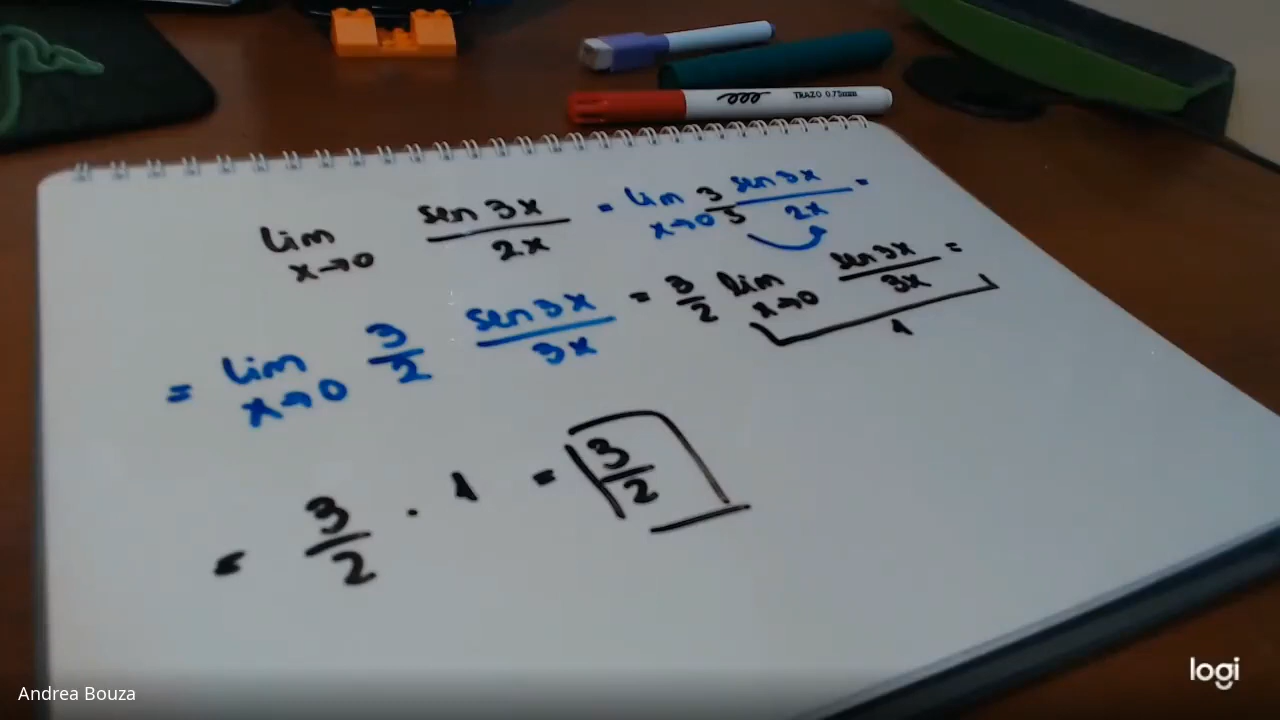 TRAZO 0.75mm
lim x→0 sen 3x / 2x = lim x→0 3/3 sen 3x / 2x =
= lim x→0 3/2 sen 3x / 3x = 3/2 lim x→0 sen 3x / 3x =
1
= 3/2 · 1 = 3/2
logi
Andrea Bouza